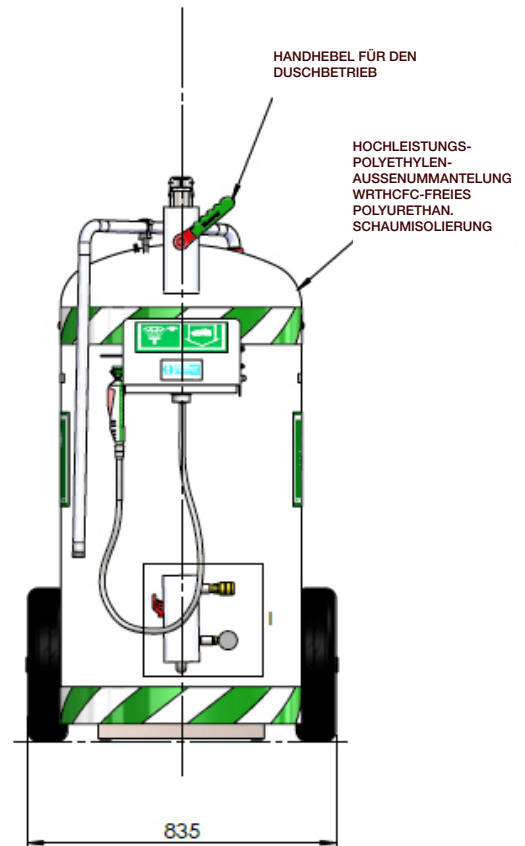 HANDHEBEL FÜR DEN
DUSCHBETRIEB
HOCHLEISTUNGS-
POLYETHYLEN-
AUSSENUMMANTELUNG
WRTHCFC-FREIES
POLYURETHAN.
SCHAUMISOLIERUNG
I
835